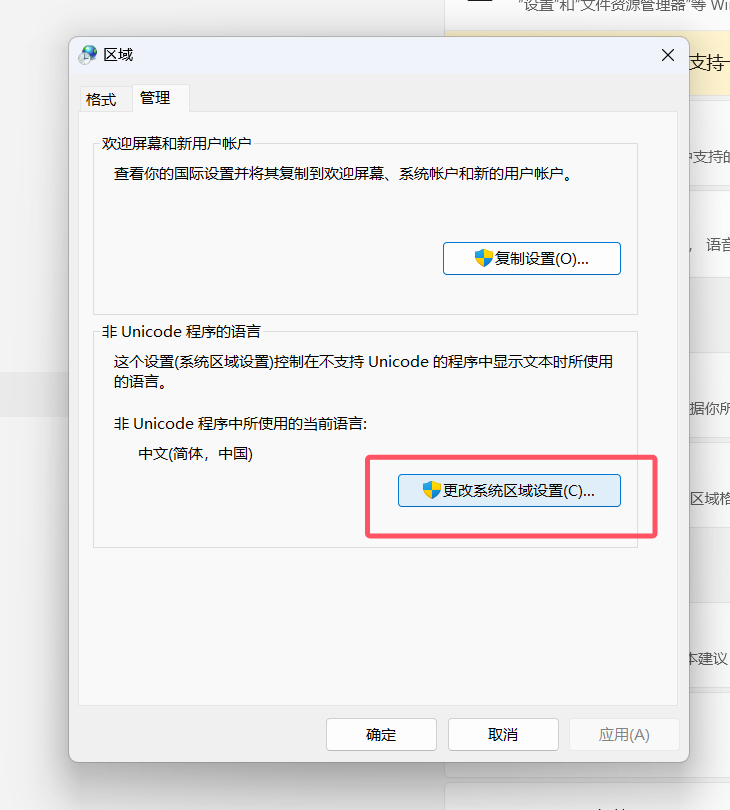 "设置"和"文件资源管理器"等 Wi
区域
支持
格式
管理
欢迎屏幕和新用户帐户
查看你的国际设置并将其复制到欢迎屏幕、系统帐户和新的用户帐户。
支持的
语言
复制设置(O)...
非 Unicode 程序的语言
这个设置(系统区域设置)控制在不支持 Unicode 的程序中显示文本时所使用
的语言。
据你所
非 Unicode 程序中所使用的当前语言:
中文(简体，中国)
更改系统区域设置(C)...
区域格
本建议
确定
取消
应用(A)